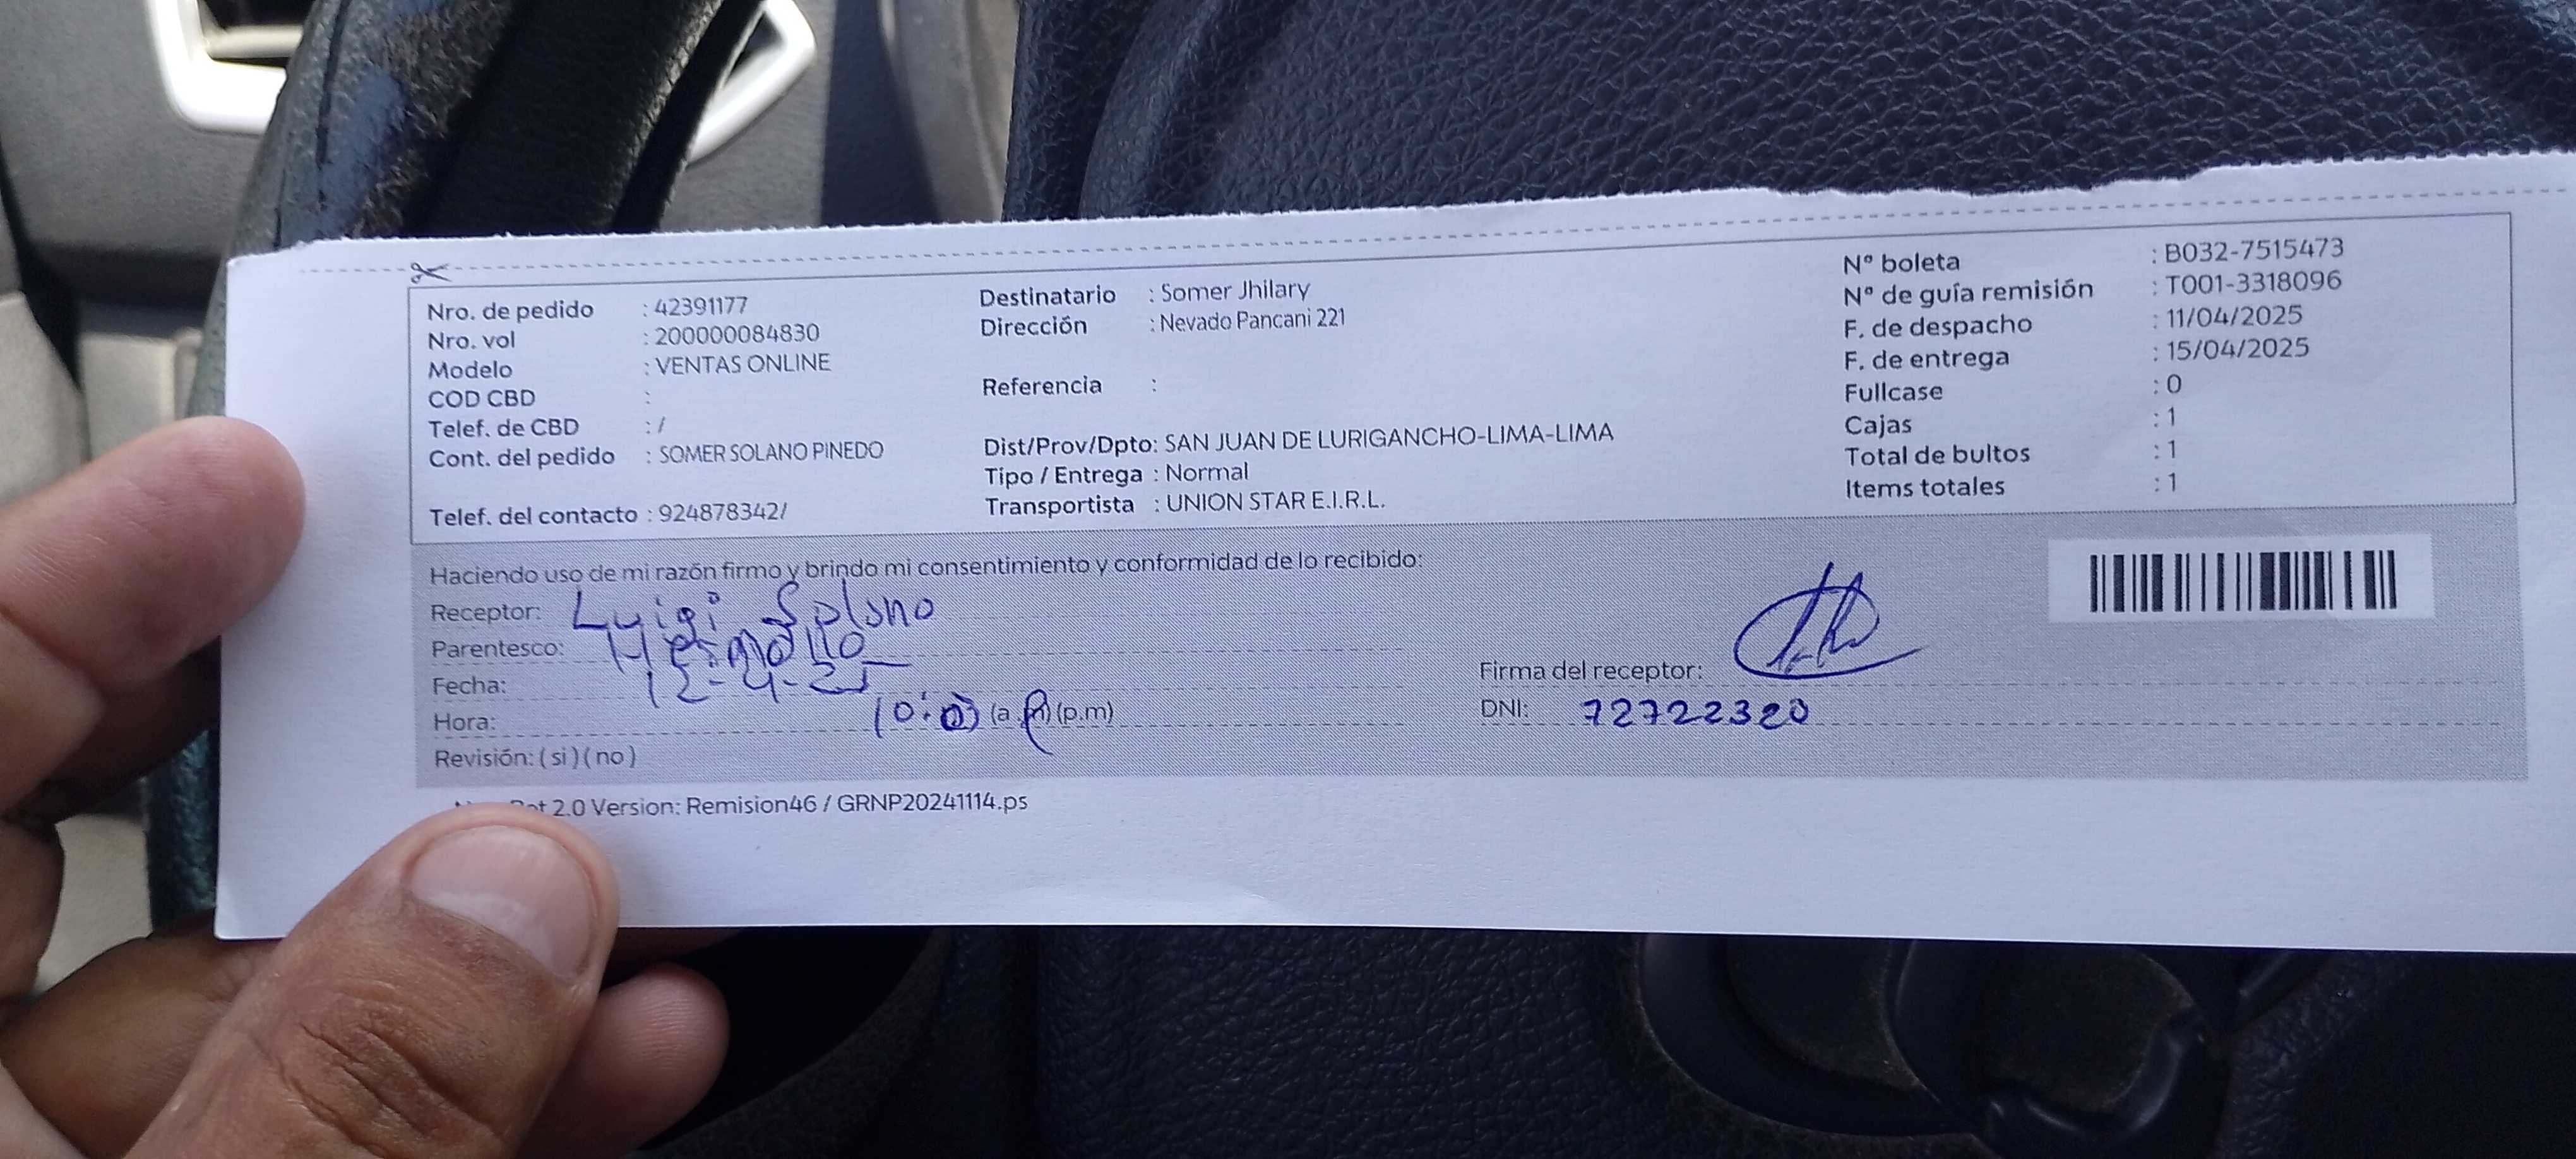 Nro. de pedido : 42391177
Nro. vol : 200000084830
Modelo : VENTAS ONLINE
COD CBD :
Telef. de CBD : /
Cont. del pedido : SOMER SOLANO PINEDO
Telef. del contacto : 924878342/
Destinatario : Somer Jhilary
Dirección : Nevado Pancani 221
Referencia :
Dist/Prov/Dpto: SAN JUAN DE LURIGANCHO-LIMA-LIMA
Tipo / Entrega : Normal
Transportista : UNION STAR E.I.R.L.
Nº boleta : B032-7515473
Nº de guía remisión : T001-3318096
F. de despacho : 11/04/2025
F. de entrega : 15/04/2025
Fullcase : 0
Cajas : 1
Total de bultos : 1
Items totales : 1
Haciendo uso de mi razón firmo y brindo mi consentimiento y conformidad de lo recibido:
Receptor: Luigi Solano
Parentesco:
Fecha: 12-4-25
Hora: (a.m) (p.m)
Revisión: ( si ) ( no )
Firma del receptor:
DNI: 72722320
2.0 Version: Remision46 / GRNP20241114.ps